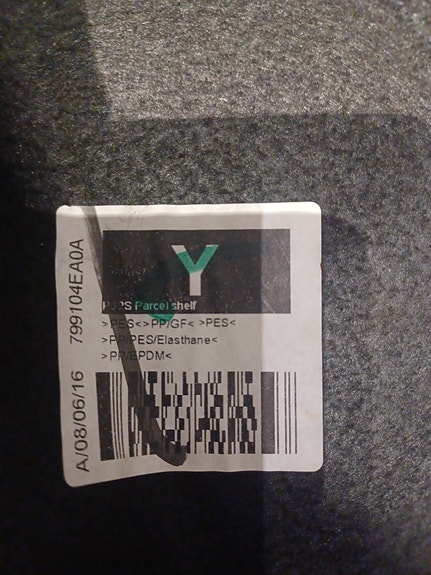 Y
Parcel shelf
>PES<>PP/GF< >PES<
>PP/PES/Elasthane<
>PP/EPDM<
A/08/06/16 799104EA0A